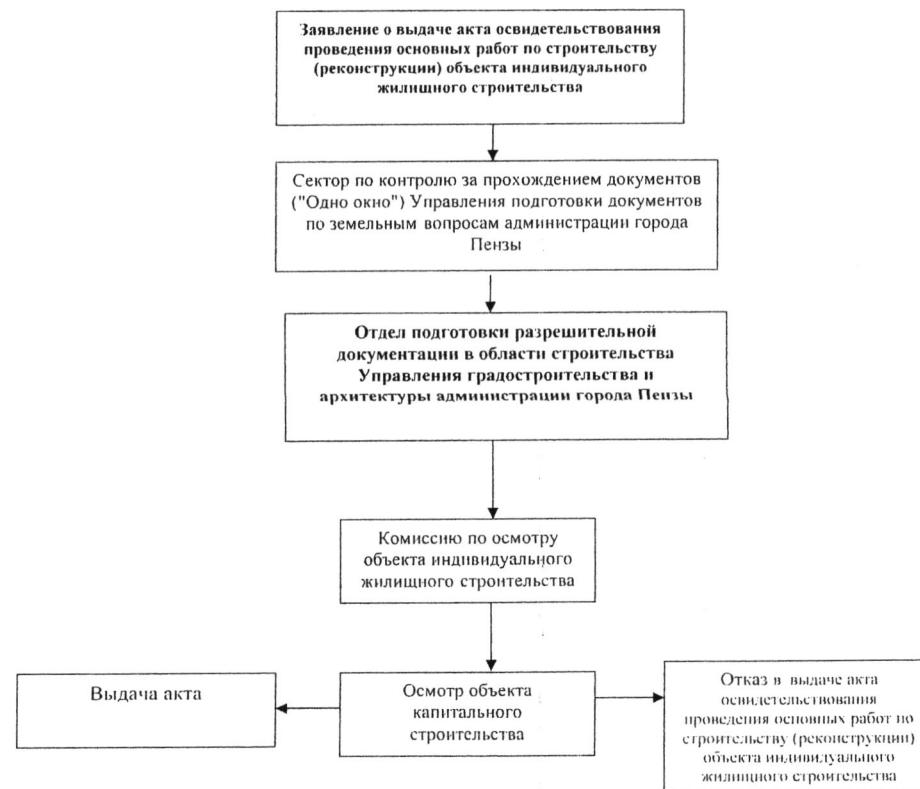 Заявление о выдаче акта освидетельствования
проведения основных работ по строительству
(реконструкции) объекта индивидуального
жилищного строительства
Сектор по контролю за прохождением документов
("Одно окно") Управления подготовки документов
по земельным вопросам администрации города
Пензы
Отдел подготовки разрешительной
документации в области строительства
Управления градостроительства и
архитектуры администрации города Пензы
Комиссию по осмотру
объекта индивидуального
жилищного строительства
Выдача акта
Осмотр объекта
капитального
строительства
Отказ в выдаче акта
освидетельствования
проведения основных работ по
строительству (реконструкции)
объекта индивидуального
жилищного строительства